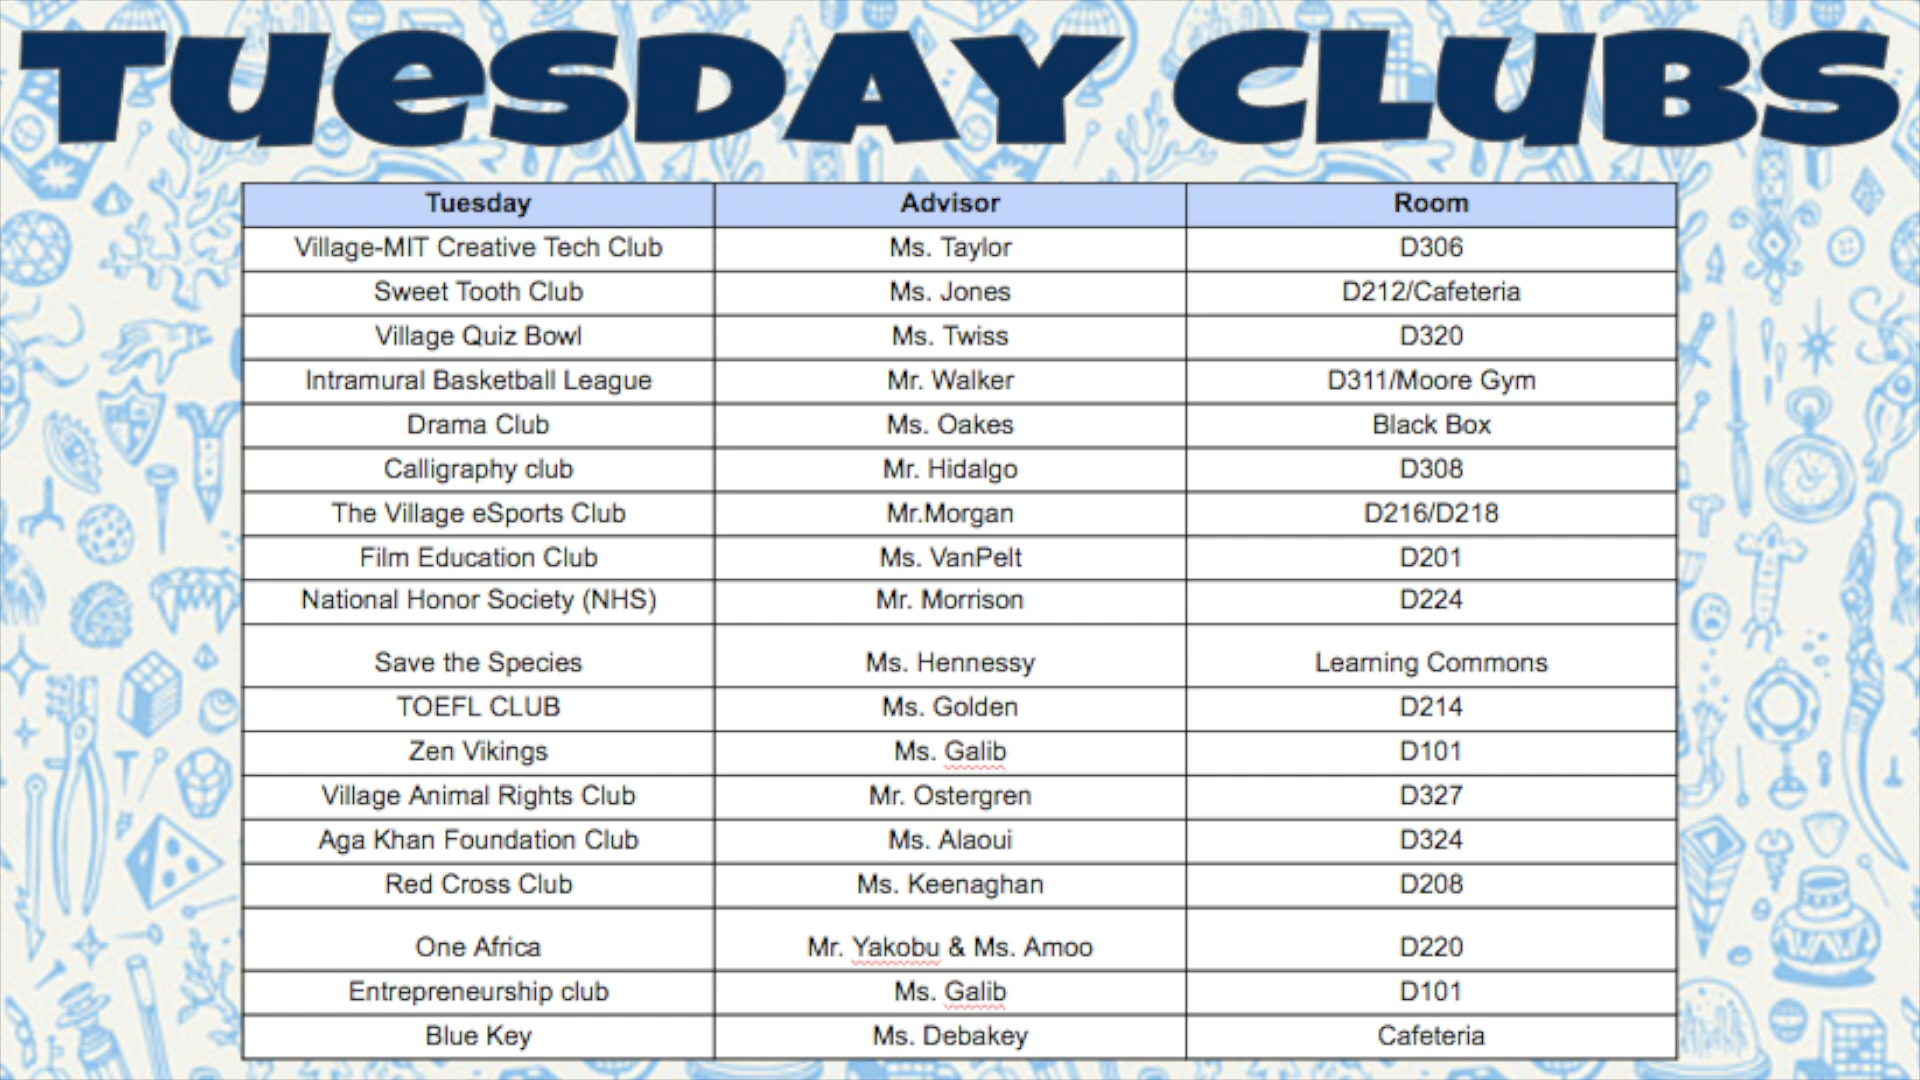 TUeSDAY CLUBS
Tuesday Advisor Room
Village-MIT Creative Tech Club Ms. Taylor D306
Sweet Tooth Club Ms. Jones D212/Cafeteria
Village Quiz Bowl Ms. Twiss D320
Intramural Basketball League Mr. Walker D311/Moore Gym
Drama Club Ms. Oakes Black Box
Calligraphy club Mr. Hidalgo D308
The Village eSports Club Mr.Morgan D216/D218
Film Education Club Ms. VanPelt D201
National Honor Society (NHS) Mr. Morrison D224
Save the Species Ms. Hennessy Learning Commons
TOEFL CLUB Ms. Golden D214
Zen Vikings Ms. Galib D101
Village Animal Rights Club Mr. Ostergren D327
Aga Khan Foundation Club Ms. Alaoui D324
Red Cross Club Ms. Keenaghan D208
One Africa Mr. Yakobu & Ms. Amoo D220
Entrepreneurship club Ms. Galib D101
Blue Key Ms. Debakey Cafeteria